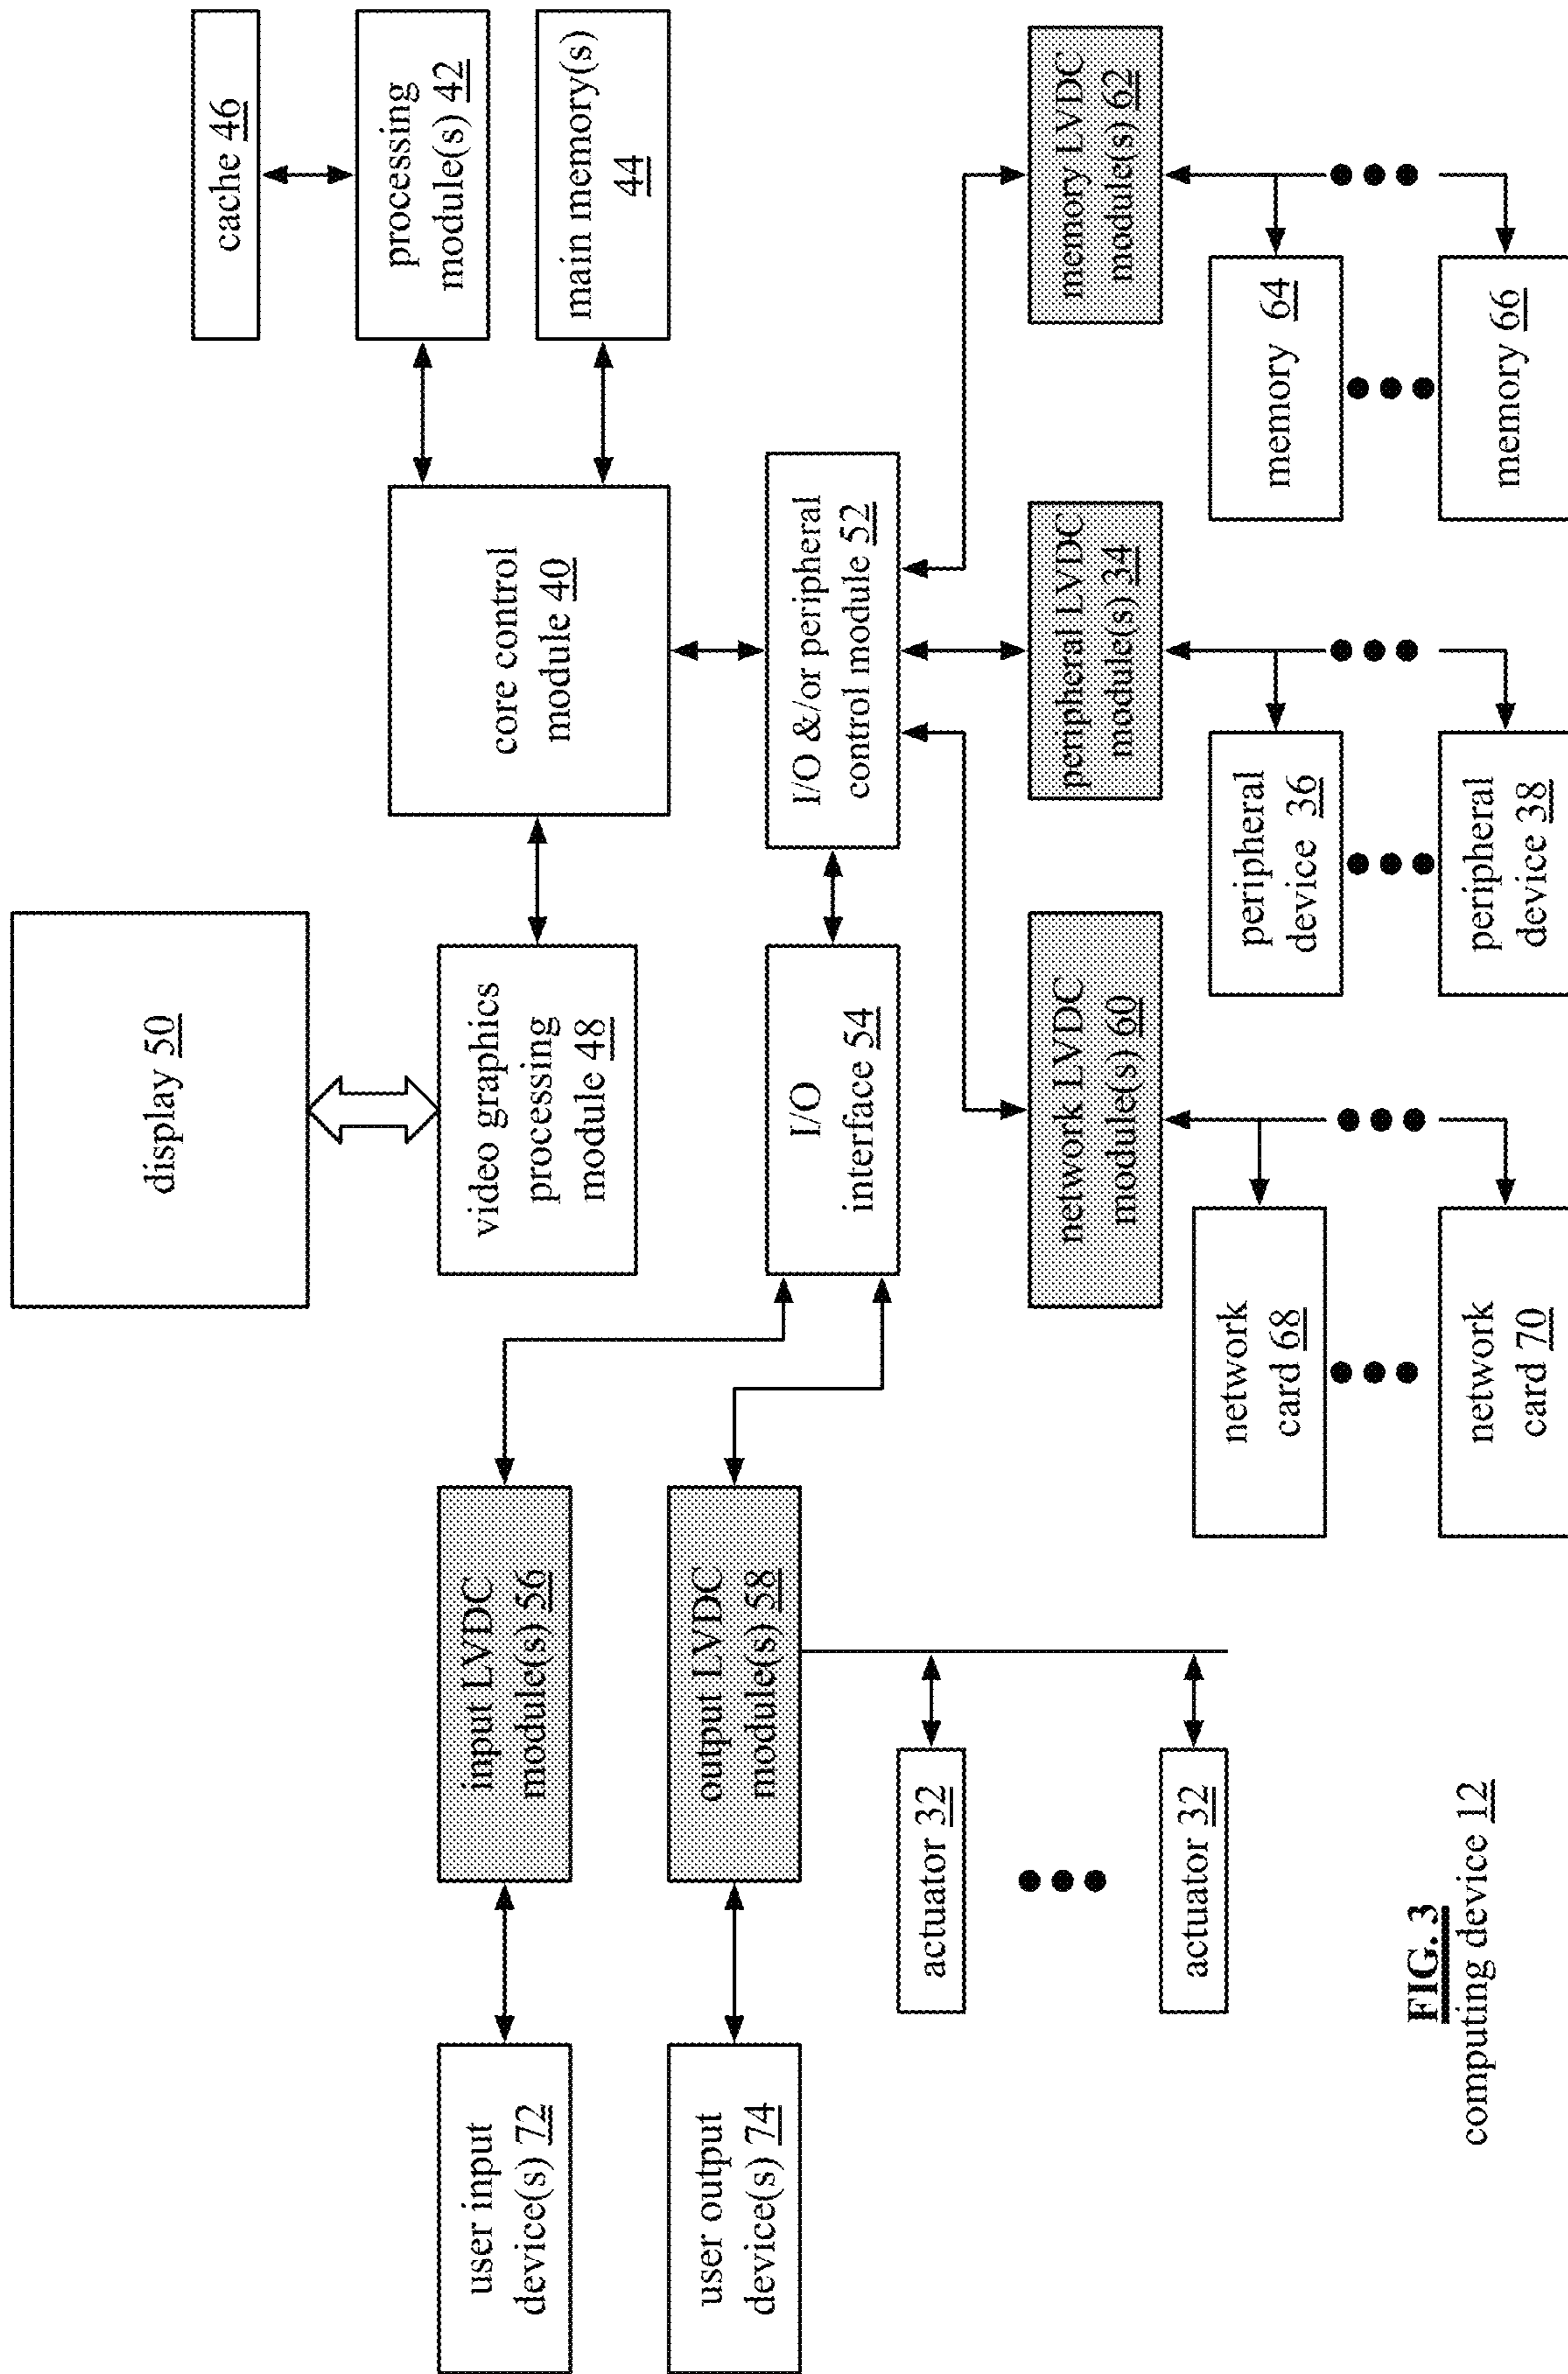 display 50
cache 46
video graphics
processing
module 48
core control
module 40
processing
module(s) 42
main memory(s)
44
user input
device(s) 72
input LVDC
module(s) 56
user output
device(s) 74
output LVDC
module(s) 58
I/O
interface 54
I/O &/or peripheral
control module 52
actuator 32
actuator 32
network LVDC
module(s) 60
peripheral LVDC
module(s) 34
memory LVDC
module(s) 62
network
card 68
peripheral
device 36
memory 64
network
card 70
peripheral
device 38
memory 66
FIG. 3
computing device 12